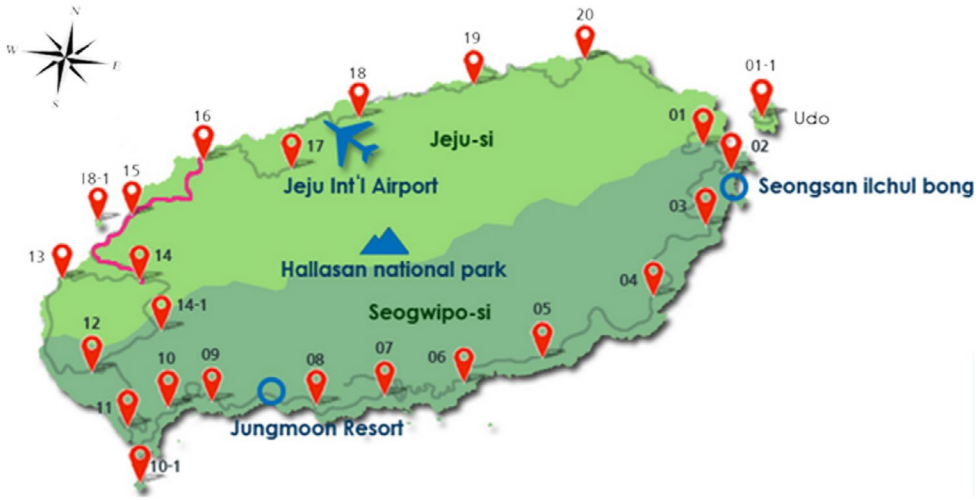 N
W
E
S
20
19
18
01-1
Udo
16
17
01
02
Jeju-si
Jeju Int'l Airport
Seongsan ilchul bong
18-1
15
03
13
14
Hallasan national park
04
14-1
Seogwipo-si
05
12
10
09
08
07
06
11
Jungmoon Resort
10-1